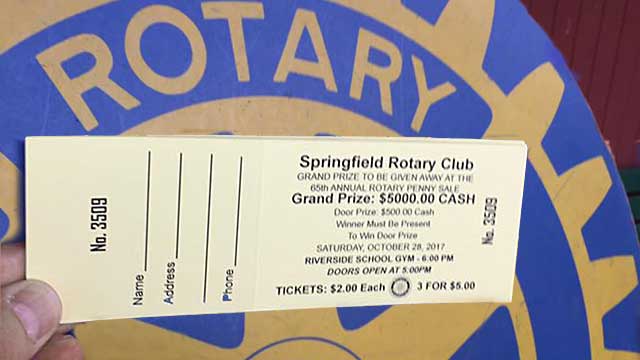 ROTARY
No. 3509
Name
Address
Phone
Springfield Rotary Club
GRAND PRIZE TO BE GIVEN AWAY AT THE
65th ANNUAL ROTARY PENNY SALE
Grand Prize: $5000.00 CASH
Door Prize: $500.00 Cash
Winner Must Be Present
To Win Door Prize
SATURDAY, OCTOBER 28, 2017
RIVERSIDE SCHOOL GYM - 6:00 PM
DOORS OPEN AT 5:00PM
TICKETS: $2.00 Each 3 FOR $5.00
No. 3509